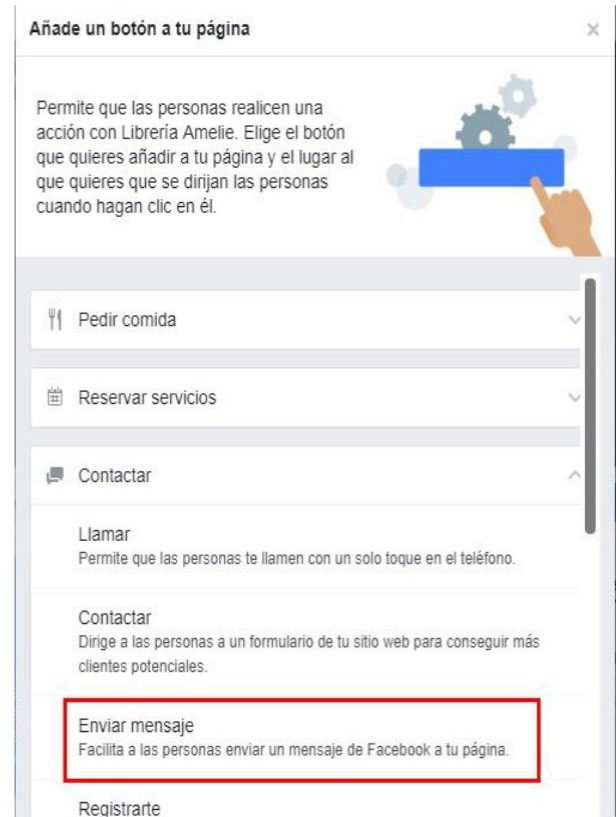 Añade un botón a tu página
Permite que las personas realicen una
acción con Librería Amelie. Elige el botón
que quieres añadir a tu página y el lugar al
que quieres que se dirijan las personas
cuando hagan clic en él.
Pedir comida
Reservar servicios
Contactar
Llamar
Permite que las personas te llamen con un solo toque en el teléfono.
Contactar
Dirige a las personas a un formulario de tu sitio web para conseguir más
clientes potenciales.
Enviar mensaje
Facilita a las personas enviar un mensaje de Facebook a tu página.
Registrarte